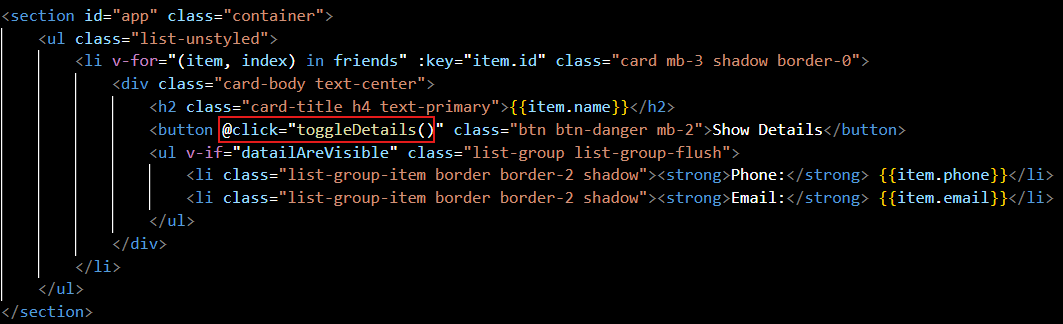 <section id="app" class="container">
<ul class="list-unstyled">
<li v-for="(item, index) in friends" :key="item.id" class="card mb-3 shadow border-0">
<div class="card-body text-center">
<h2 class="card-title h4 text-primary">{{item.name}}</h2>
<button @click="toggleDetails()" class="btn btn-danger mb-2">Show Details</button>
<ul v-if="datailAreVisible" class="list-group list-group-flush">
<li class="list-group-item border border-2 shadow"><strong>Phone:</strong> {{item.phone}}</li>
<li class="list-group-item border border-2 shadow"><strong>Email:</strong> {{item.email}}</li>
</ul>
</div>
</li>
</ul>
</section>